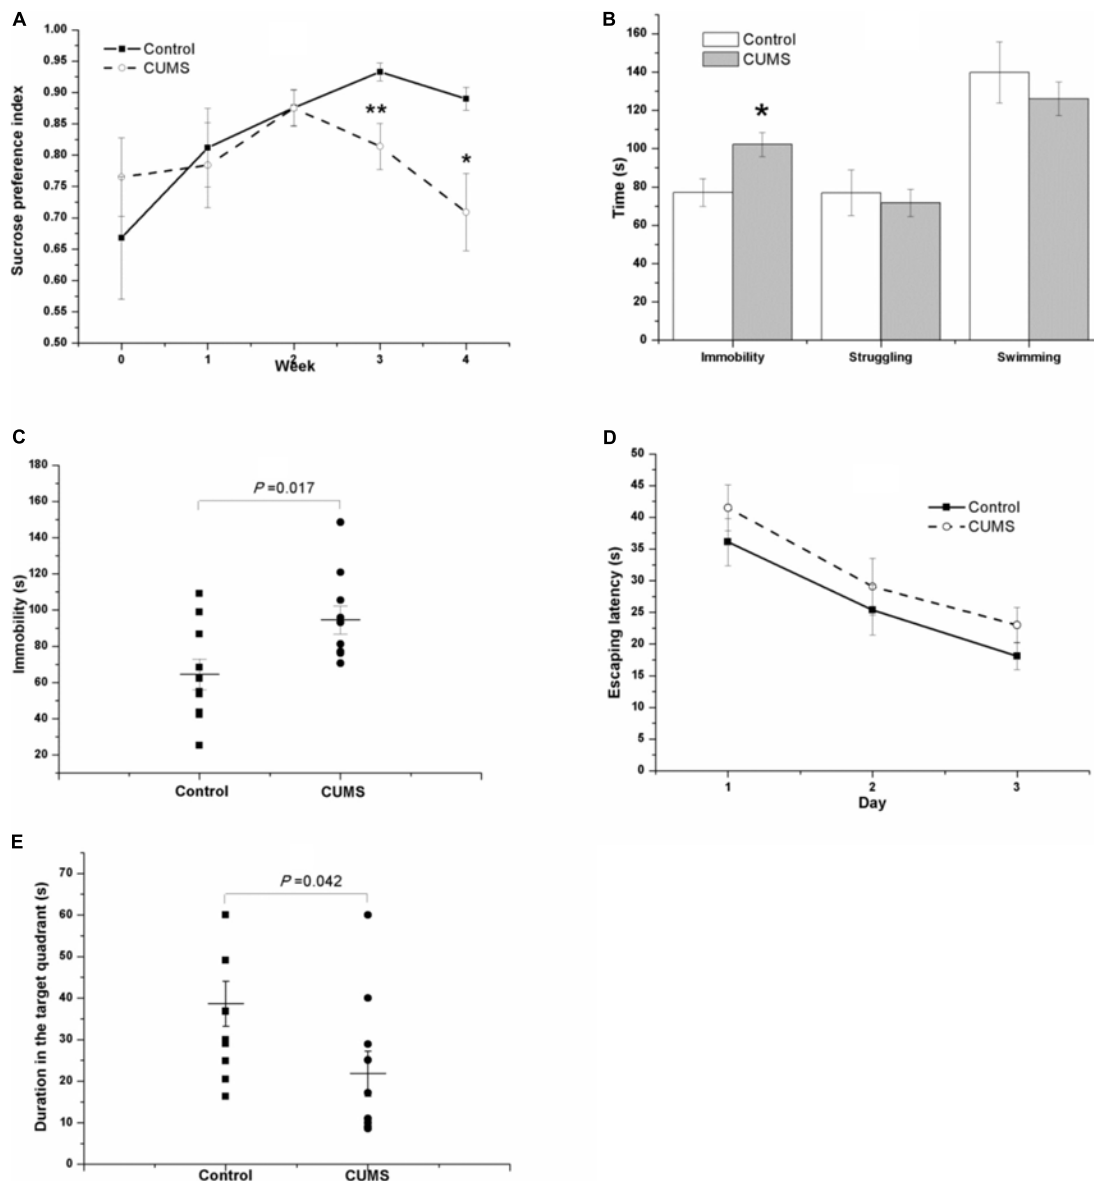 A
Control
CUMS
Sucrose preference index
0.95
0.90
0.85
0.80
0.75
0.70
0.65
0.60
0.55
0.50
**
*
0 1 2 3 4
Week
B
Control
CUMS
Time (s)
160
140
120
100
80
60
40
20
0
*
Immobility Struggling Swimming
C
Immobility (s)
180
160
140
120
100
80
60
40
20
P=0.017
Control CUMS
D
Escaping latency (s)
50
45
40
35
30
25
20
15
10
5
0
Control
CUMS
1 2 3
Day
E
Duration in the target quadrant (s)
70
60
50
40
30
20
10
0
P=0.042
Control CUMS